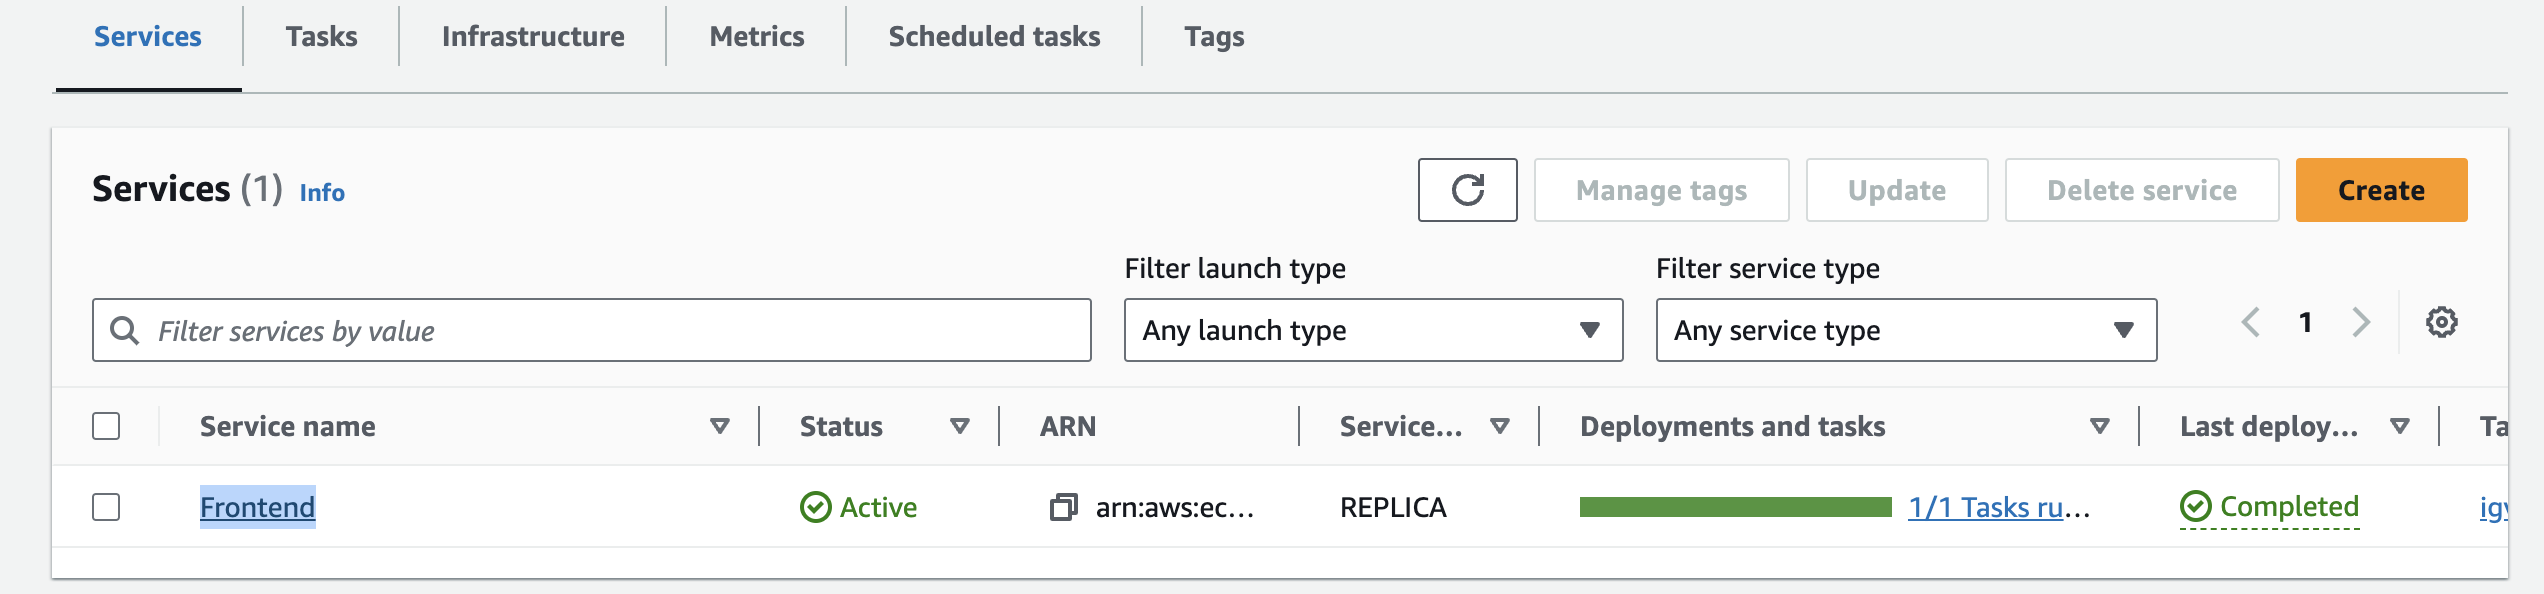 Services Tasks Infrastructure Metrics Scheduled tasks Tags
Services (1) Info Manage tags Update Delete service Create
Filter launch type Filter service type
Filter services by value Any launch type Any service type 1
Service name Status ARN Service... Deployments and tasks Last deploy... Ta
Frontend Active arn:aws:ec... REPLICA 1/1 Tasks ru... Completed igv